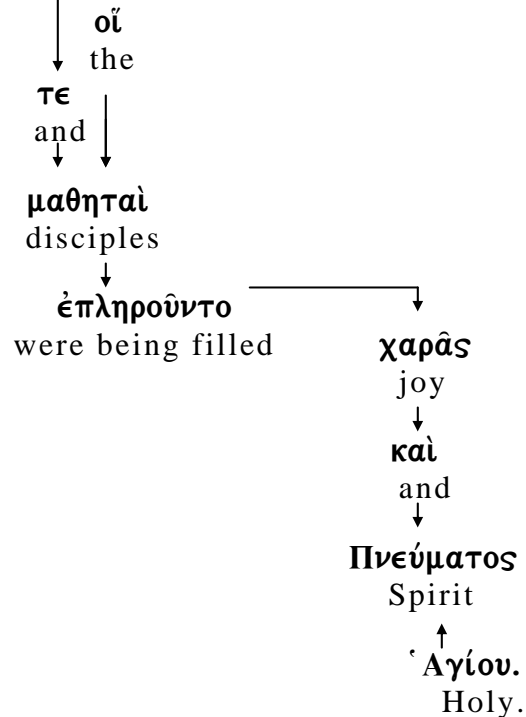 οἵ
the
τε
and
μαθηταὶ
disciples
ἐπληροῦντο
were being filled
χαρᾶς
joy
καὶ
and
Πνεύματος
Spirit
Ἁγίου.
Holy.